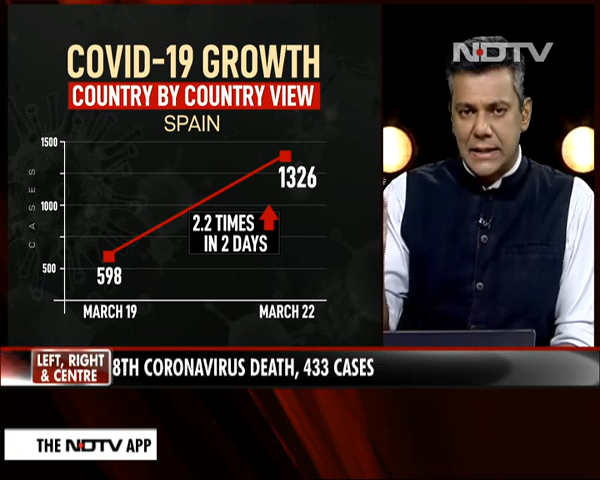 NDTV
COVID-19 GROWTH
COUNTRY BY COUNTRY VIEW
SPAIN
CASES
1500
1000
500
1326
2.2 TIMES
IN 2 DAYS
598
MARCH 19
MARCH 22
LEFT, RIGHT
& CENTRE
8TH CORONAVIRUS DEATH, 433 CASES
THE NDTV APP